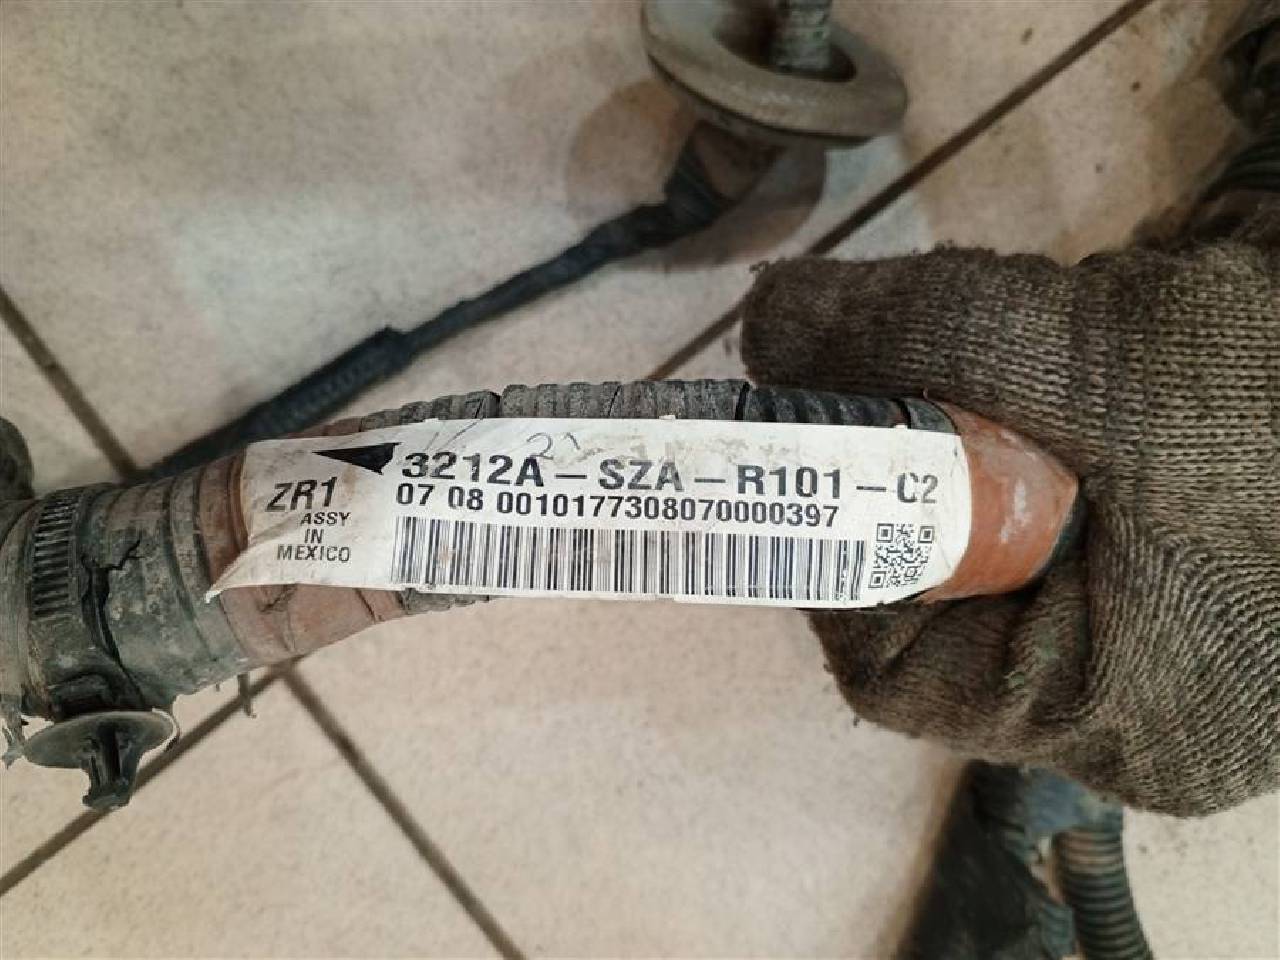 3212A-SZA-R101-C2
07 08 0010177308070000397
ZR1
ASSY
IN
MEXICO